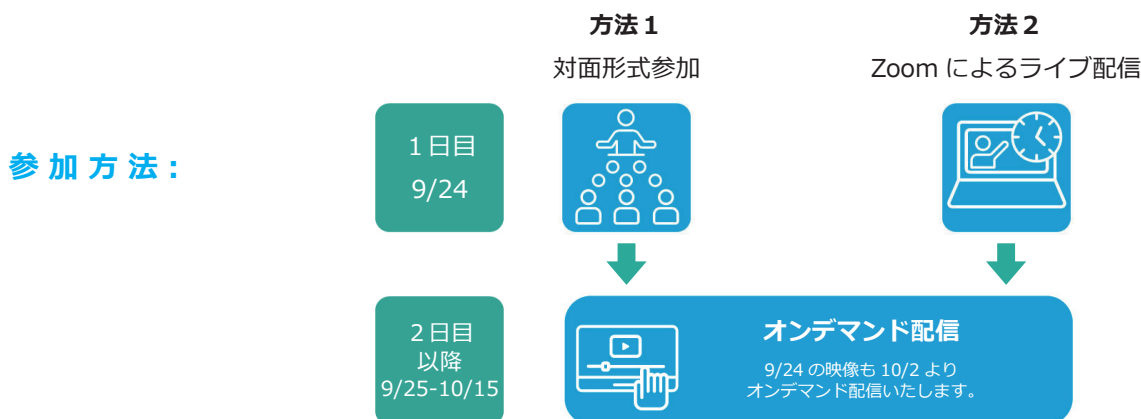 方法1
対面形式参加
方法2
Zoom によるライブ配信
参加方法:
1日目
9/24
2日目
以降
9/25-10/15
オンデマンド配信
9/24 の映像も 10/2 より
オンデマンド配信いたします。